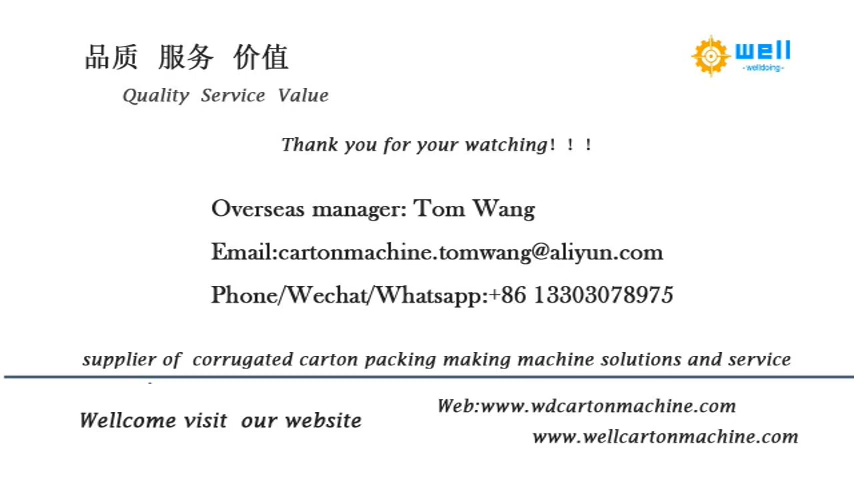 品质 服务 价值
well
-welldoing-
Quality Service Value
Thank you for your watching！！！
Overseas manager: Tom Wang
Email:cartonmachine.tomwang@aliyun.com
Phone/Wechat/Whatsapp:+86 13303078975
supplier of corrugated carton packing making machine solutions and service
Wellcome visit our website
Web:www.wdcartonmachine.com
www.wellcartonmachine.com